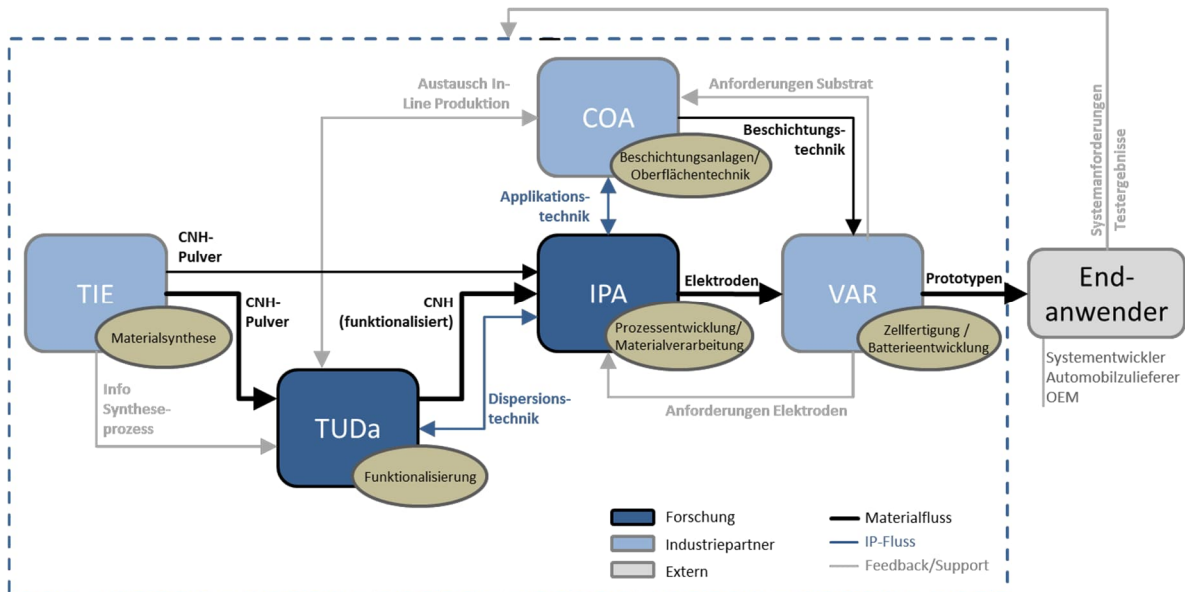 Austausch In-
Line Produktion
COA
Beschichtungsanlagen/
Oberflächentechnik
Anforderungen Substrat
Beschichtungs-
technik
Systemanforderungen
Testergebnisse
Applikations-
technik
CNH-
Pulver
TIE
Materialsynthese
CNH-
Pulver
CNH
(funktionalisiert)
IPA
Prozessentwicklung/
Materialverarbeitung
Elektroden
VAR
Zellfertigung /
Batterieentwicklung
Prototypen
End-
anwender
Systementwickler
Automobilzulieferer
OEM
Info
Synthese-
prozess
TUDa
Funktionalisierung
Dispersions-
technik
Anforderungen Elektroden
Forschung
Industriepartner
Extern
Materialfluss
IP-Fluss
Feedback/Support